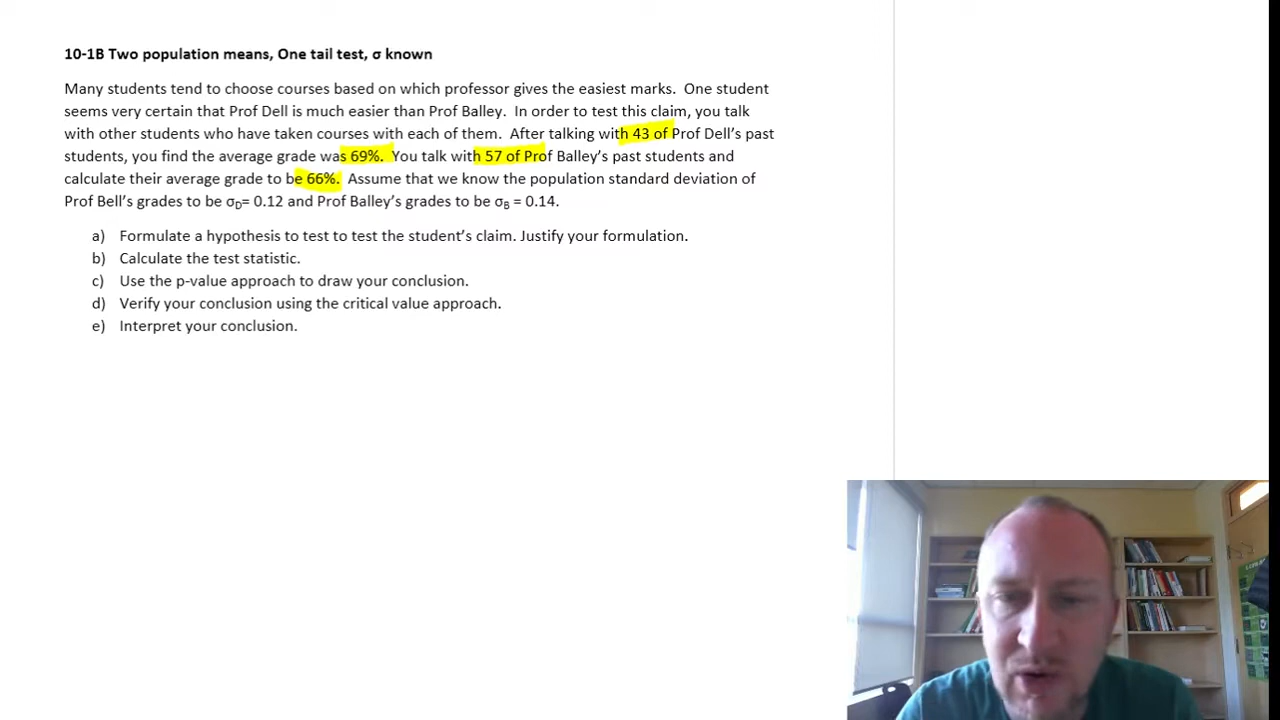 10-1B Two population means, One tail test, σ known
Many students tend to choose courses based on which professor gives the easiest marks. One student
seems very certain that Prof Dell is much easier than Prof Balley. In order to test this claim, you talk
with other students who have taken courses with each of them. After talking with 43 of Prof Dell's past
students, you find the average grade was 69%. You talk with 57 of Prof Balley's past students and
calculate their average grade to be 66%. Assume that we know the population standard deviation of
Prof Bell's grades to be σD= 0.12 and Prof Balley's grades to be σB = 0.14.
a) Formulate a hypothesis to test to test the student's claim. Justify your formulation.
b) Calculate the test statistic.
c) Use the p-value approach to draw your conclusion.
d) Verify your conclusion using the critical value approach.
e) Interpret your conclusion.